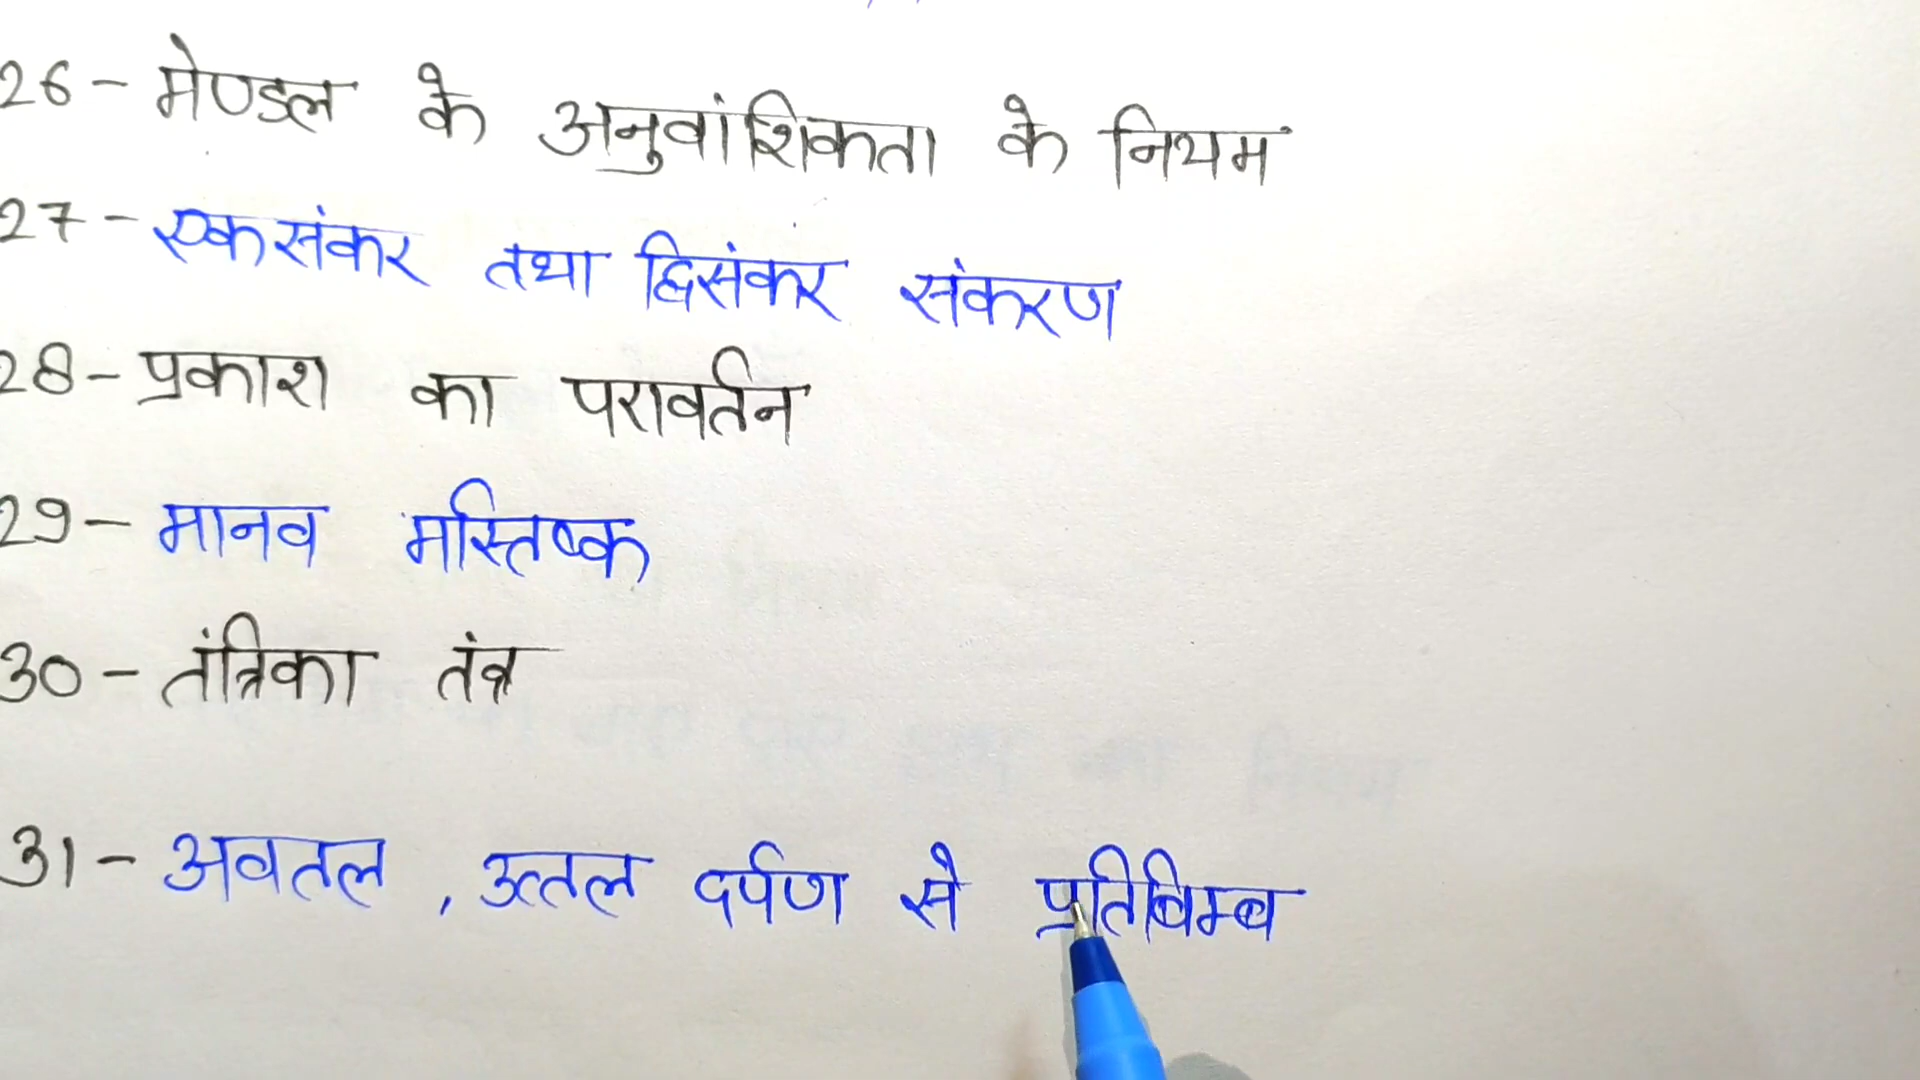 26- मेण्डल के अनुवांशिकता के नियम
27- एकसंकर तथा द्विसंकर संकरण
28- प्रकाश का परावर्तन
29- मानव मस्तिष्क
30- तंत्रिका तंत्र
31- अवतल , उत्तल दर्पण से प्रतिबिम्ब